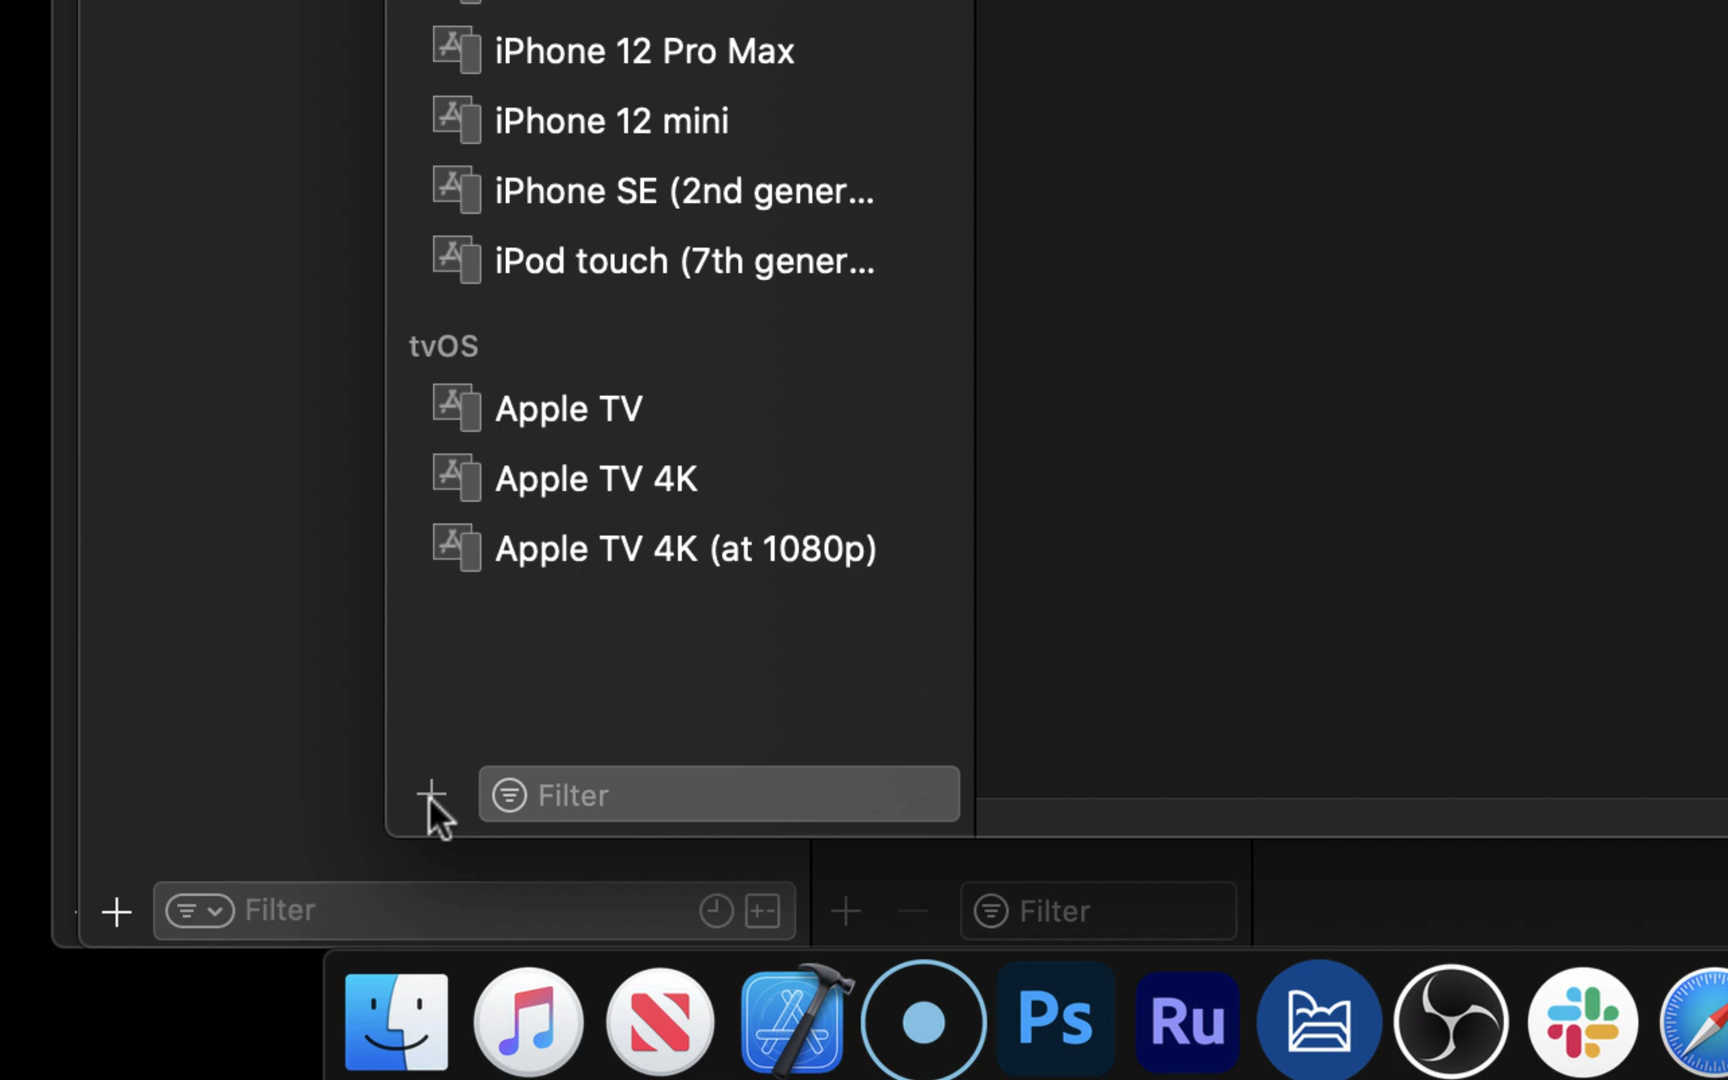 iPhone 12 Pro Max
iPhone 12 mini
iPhone SE (2nd gener...
iPod touch (7th gener...
tvOS
Apple TV
Apple TV 4K
Apple TV 4K (at 1080p)
Filter
Filter
Filter
Ps
Ru